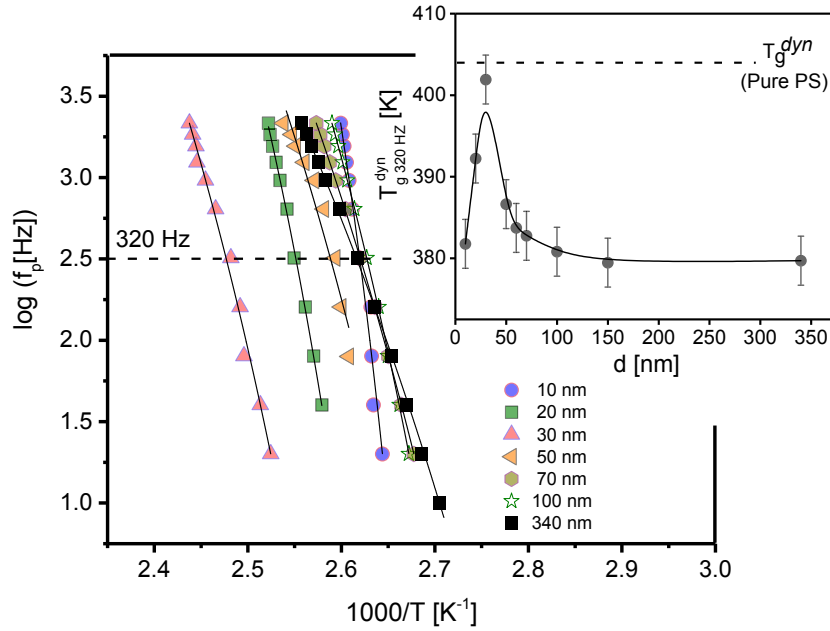 410
400
390
380
T_g 320 HZ^dyn [K]
T_g^dyn
(Pure PS)
0 50 100 150 200 250 300 350
d [nm]
3.5
3.0
2.5
2.0
1.5
1.0
log (f_p[Hz])
320 Hz
10 nm
20 nm
30 nm
50 nm
70 nm
100 nm
340 nm
2.4 2.5 2.6 2.7 2.8 2.9 3.0
1000/T [K⁻¹]